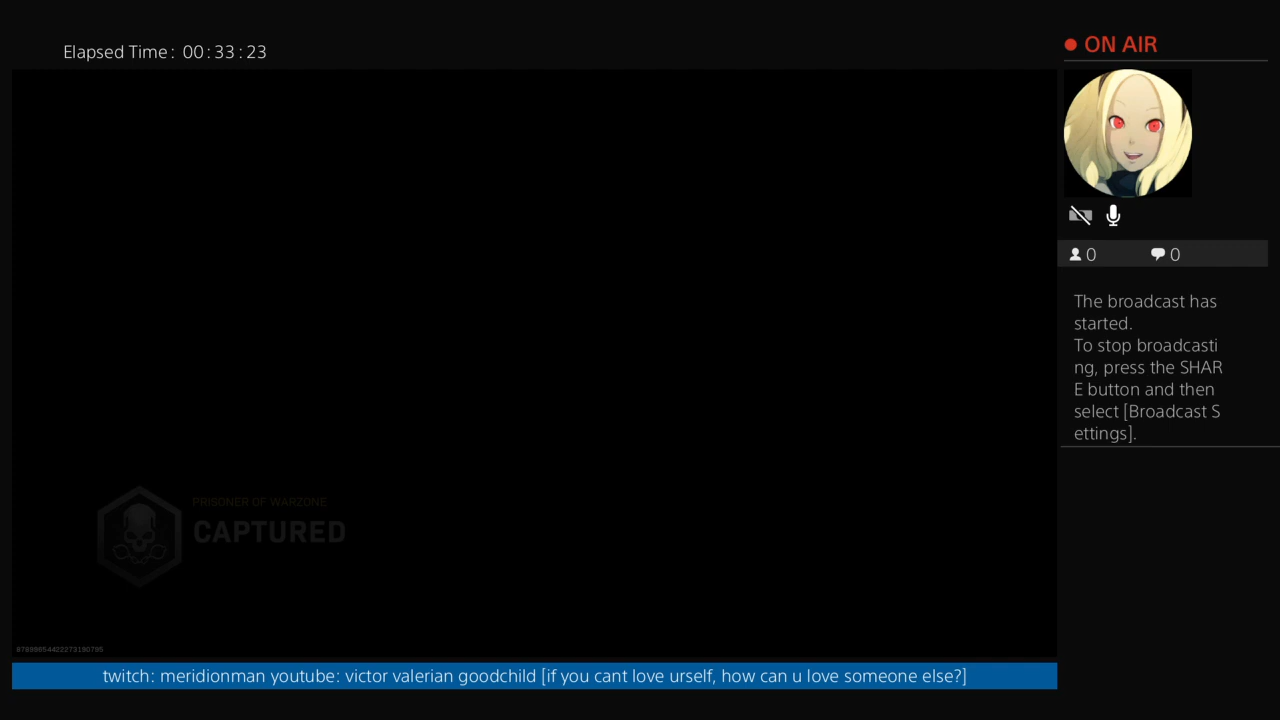 Elapsed Time: 00:33:23
ON AIR
0 0
The broadcast has
started.
To stop broadcasti
ng, press the SHAR
E button and then
select [Broadcast S
ettings].
PRISONER OF WARZONE
CAPTURED
twitch: meridionman youtube: victor valerian goodchild [if you cant love urself, how can u love someone else?]